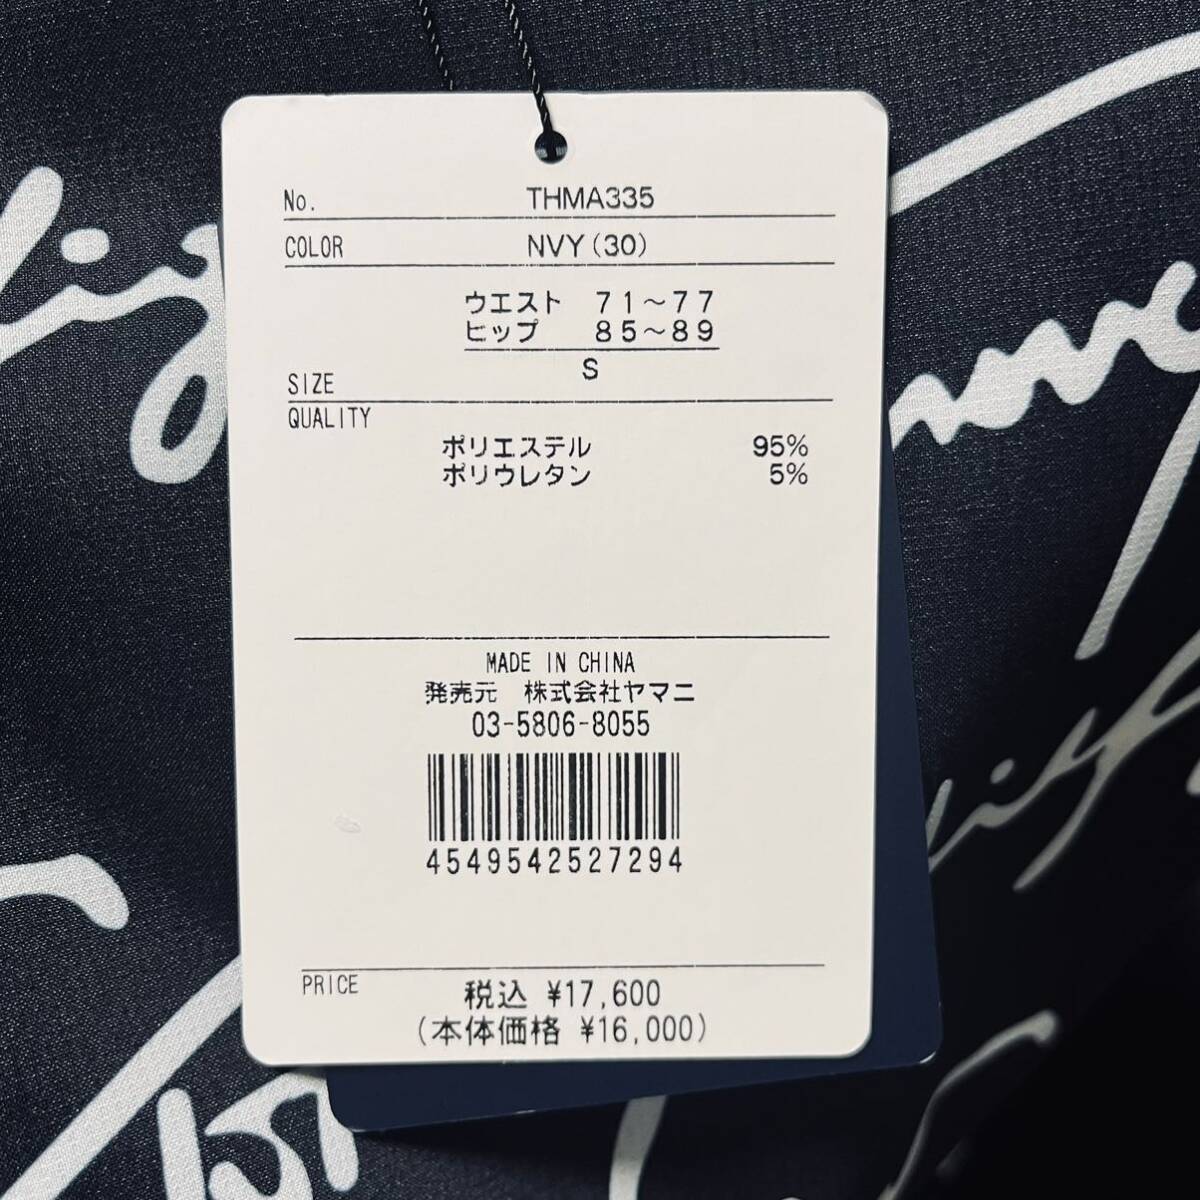 No. THMA335
COLOR NVY(30)
ウエスト 71～77
ヒップ 85～89
S
SIZE
QUALITY
ポリエステル 95%
ポリウレタン 5%
MADE IN CHINA
発売元 株式会社ヤマニ
03-5806-8055
4549542527294
PRICE
税込 ¥17,600
(本体価格 ¥16,000)